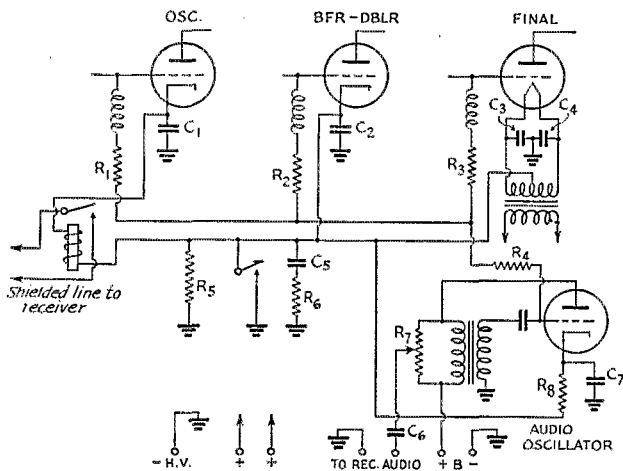 OSC.
BFR-DBLR
FINAL
C1
C2
C3
C4
R1
R2
R3
Shielded line to
receiver
R5
C5
R6
R4
R7
R8
C7
C6
AUDIO
OSCILLATOR
- H.V.
+
+
TO REC. AUDIO
+ B -